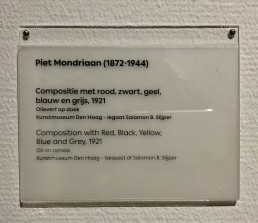 Piet Mondriaan (1872-1944)
Compositie met rood, zwart, geel,
blauw en grijs, 1921
Olieverf op doek
Kunstmuseum Den Haag – legaat Salomon B. Slijper
Composition with Red, Black, Yellow,
Blue and Grey, 1921
Oil on canvas
Kunstmuseum Den Haag – bequest of Salomon B. Slijper